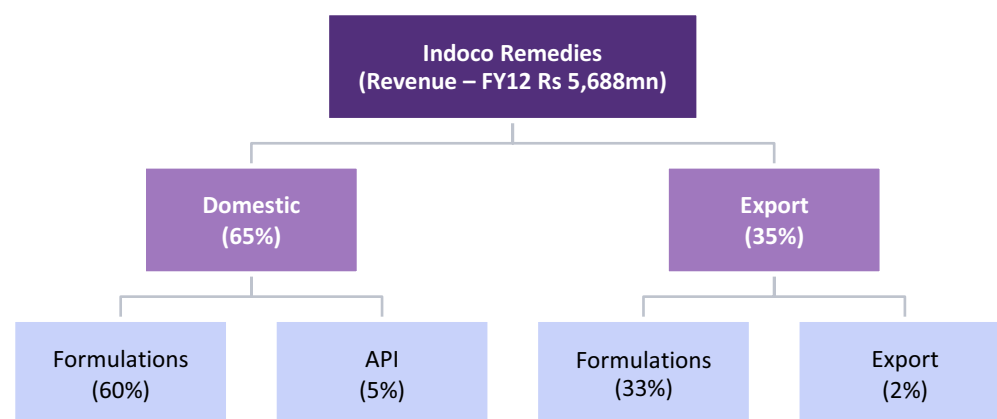 Indoco Remedies
(Revenue – FY12 Rs 5,688mn)
Domestic
(65%)
Export
(35%)
Formulations
(60%)
API
(5%)
Formulations
(33%)
Export
(2%)